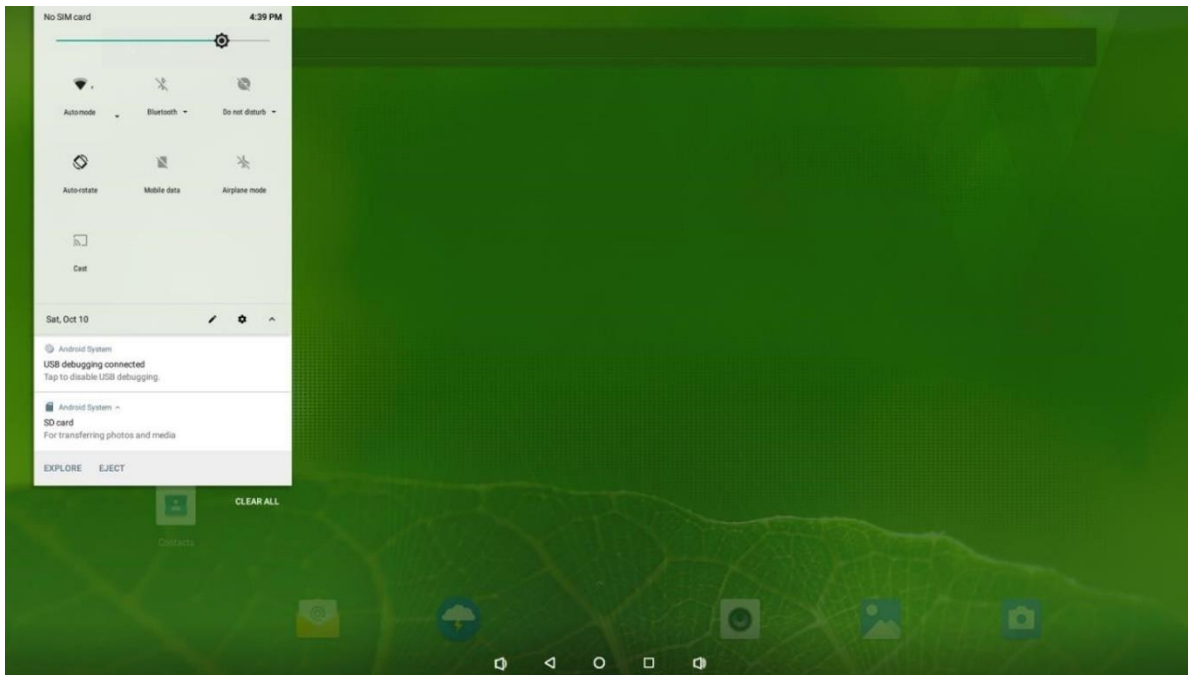 No SIM card 4:39 PM
Automode Bluetooth Do not disturb
Auto-rotate Mobile data Airplane mode
Cast
Sat, Oct 10
Android System
USB debugging connected
Tap to disable USB debugging.
Android System
SD card
For transferring photos and media
EXPLORE EJECT
CLEAR ALL
Contacts